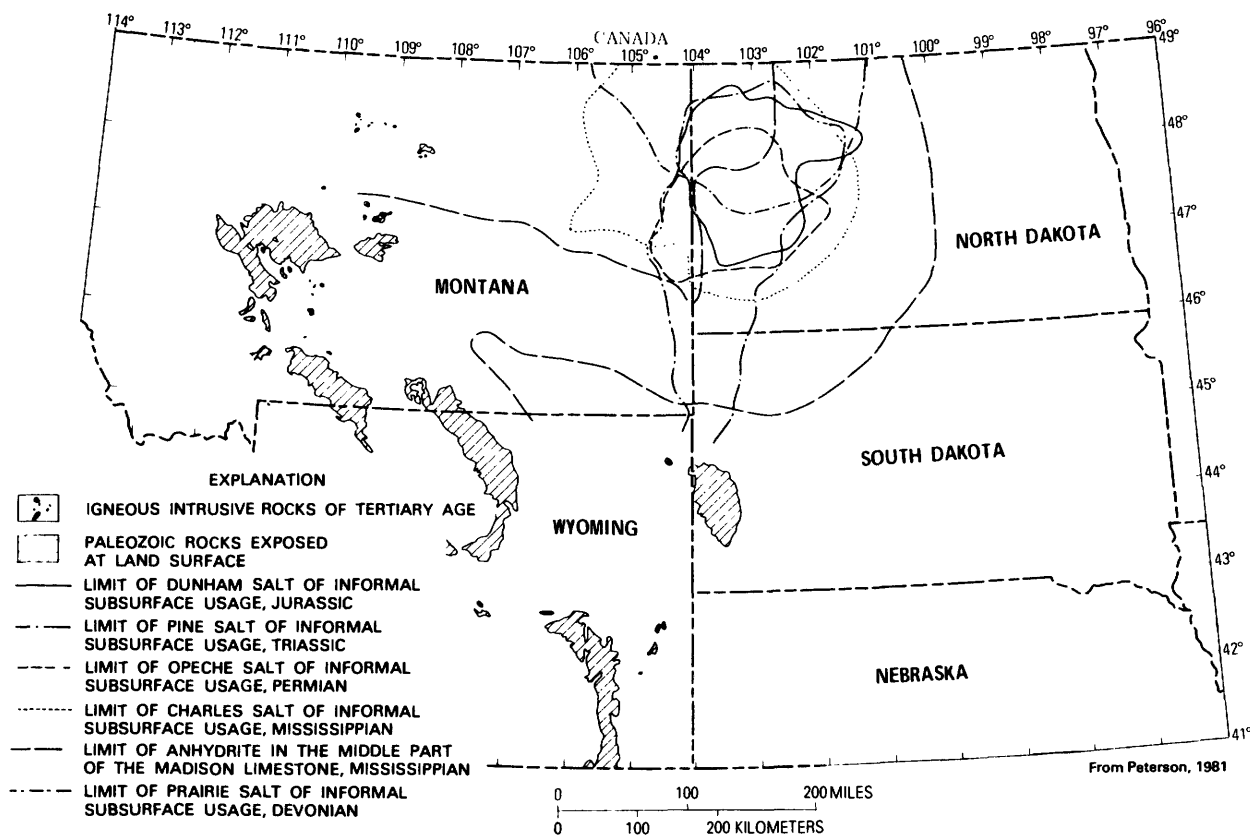 CANADA
114° 113° 112° 111° 110° 109° 108° 107° 106° 105° 104° 103° 102° 101° 100° 99° 98° 97° 96°
49°
48°
47°
46°
45°
44°
43°
42°
41°
NORTH DAKOTA
MONTANA
SOUTH DAKOTA
WYOMING
NEBRASKA
EXPLANATION
IGNEOUS INTRUSIVE ROCKS OF TERTIARY AGE
PALEOZOIC ROCKS EXPOSED
AT LAND SURFACE
LIMIT OF DUNHAM SALT OF INFORMAL
SUBSURFACE USAGE, JURASSIC
LIMIT OF PINE SALT OF INFORMAL
SUBSURFACE USAGE, TRIASSIC
LIMIT OF OPECHE SALT OF INFORMAL
SUBSURFACE USAGE, PERMIAN
LIMIT OF CHARLES SALT OF INFORMAL
SUBSURFACE USAGE, MISSISSIPPIAN
LIMIT OF ANHYDRITE IN THE MIDDLE PART
OF THE MADISON LIMESTONE, MISSISSIPPIAN
LIMIT OF PRAIRIE SALT OF INFORMAL
SUBSURFACE USAGE, DEVONIAN
From Peterson, 1981
0 100 200 MILES
0 100 200 KILOMETERS